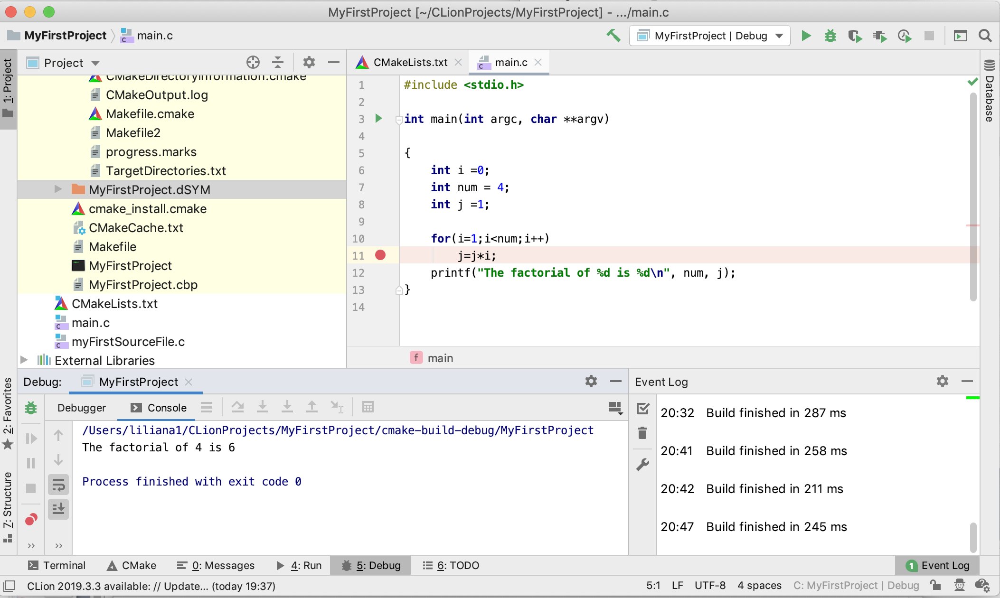 MyFirstProject [~/CLionProjects/MyFirstProject] - .../main.c
MyFirstProject main.c MyFirstProject | Debug
1: Project
Project
CMakeDirectoryInformation.cmake
CMakeOutput.log
Makefile.cmake
Makefile2
progress.marks
TargetDirectories.txt
MyFirstProject.dSYM
cmake_install.cmake
CMakeCache.txt
Makefile
MyFirstProject
MyFirstProject.cbp
CMakeLists.txt
main.c
myFirstSourceFile.c
External Libraries
CMakeLists.txt main.c
1 #include <stdio.h>
2
3 int main(int argc, char **argv)
4
5 {
6 int i =0;
7 int num = 4;
8 int j =1;
9
10 for(i=1;i<num;i++)
11 j=j*i;
12 printf("The factorial of %d is %d\n", num, j);
13 }
14
f main
Database
2: Favorites
7: Structure
Debug: MyFirstProject
Debugger Console
/Users/liliana1/CLionProjects/MyFirstProject/cmake-build-debug/MyFirstProject
The factorial of 4 is 6
Process finished with exit code 0
Event Log
20:32 Build finished in 287 ms
20:41 Build finished in 258 ms
20:42 Build finished in 211 ms
20:47 Build finished in 245 ms
Terminal CMake 0: Messages 4: Run 5: Debug 6: TODO 1 Event Log
CLion 2019.3.3 available: // Update... (today 19:37) 5:1 LF UTF-8 4 spaces C: MyFirstProject | Debug